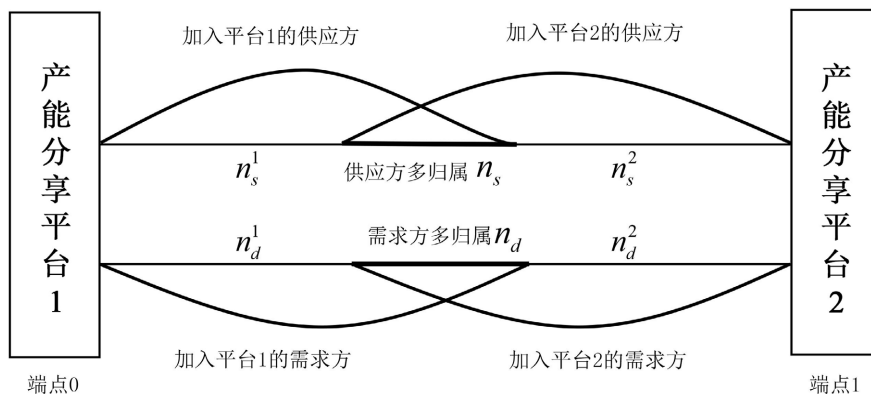 加入平台1的供应方
加入平台2的供应方
产能分享平台1
n_s^1
供应方多归属 n_s
n_s^2
n_d^1
需求方多归属n_d
n_d^2
产能分享平台2
加入平台1的需求方
加入平台2的需求方
端点0
端点1